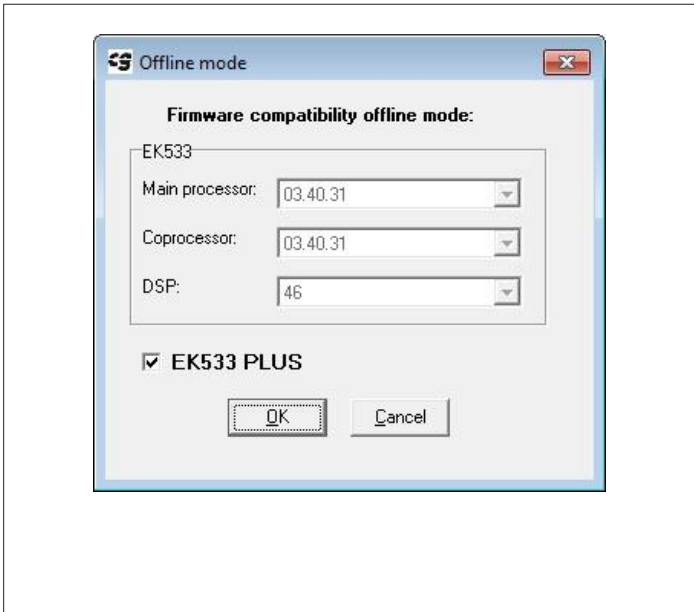 cg Offline mode
Firmware compatibility offline mode:
EK533
Main processor: 03.40.31
Coprocessor: 03.40.31
DSP: 46
EK533 PLUS
OK Cancel